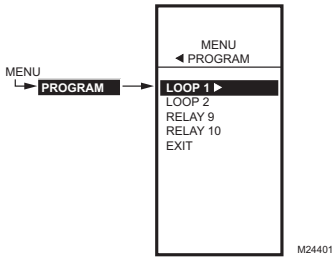 MENU
PROGRAM
MENU
◄ PROGRAM
LOOP 1 ►
LOOP 2
RELAY 9
RELAY 10
EXIT
M24401